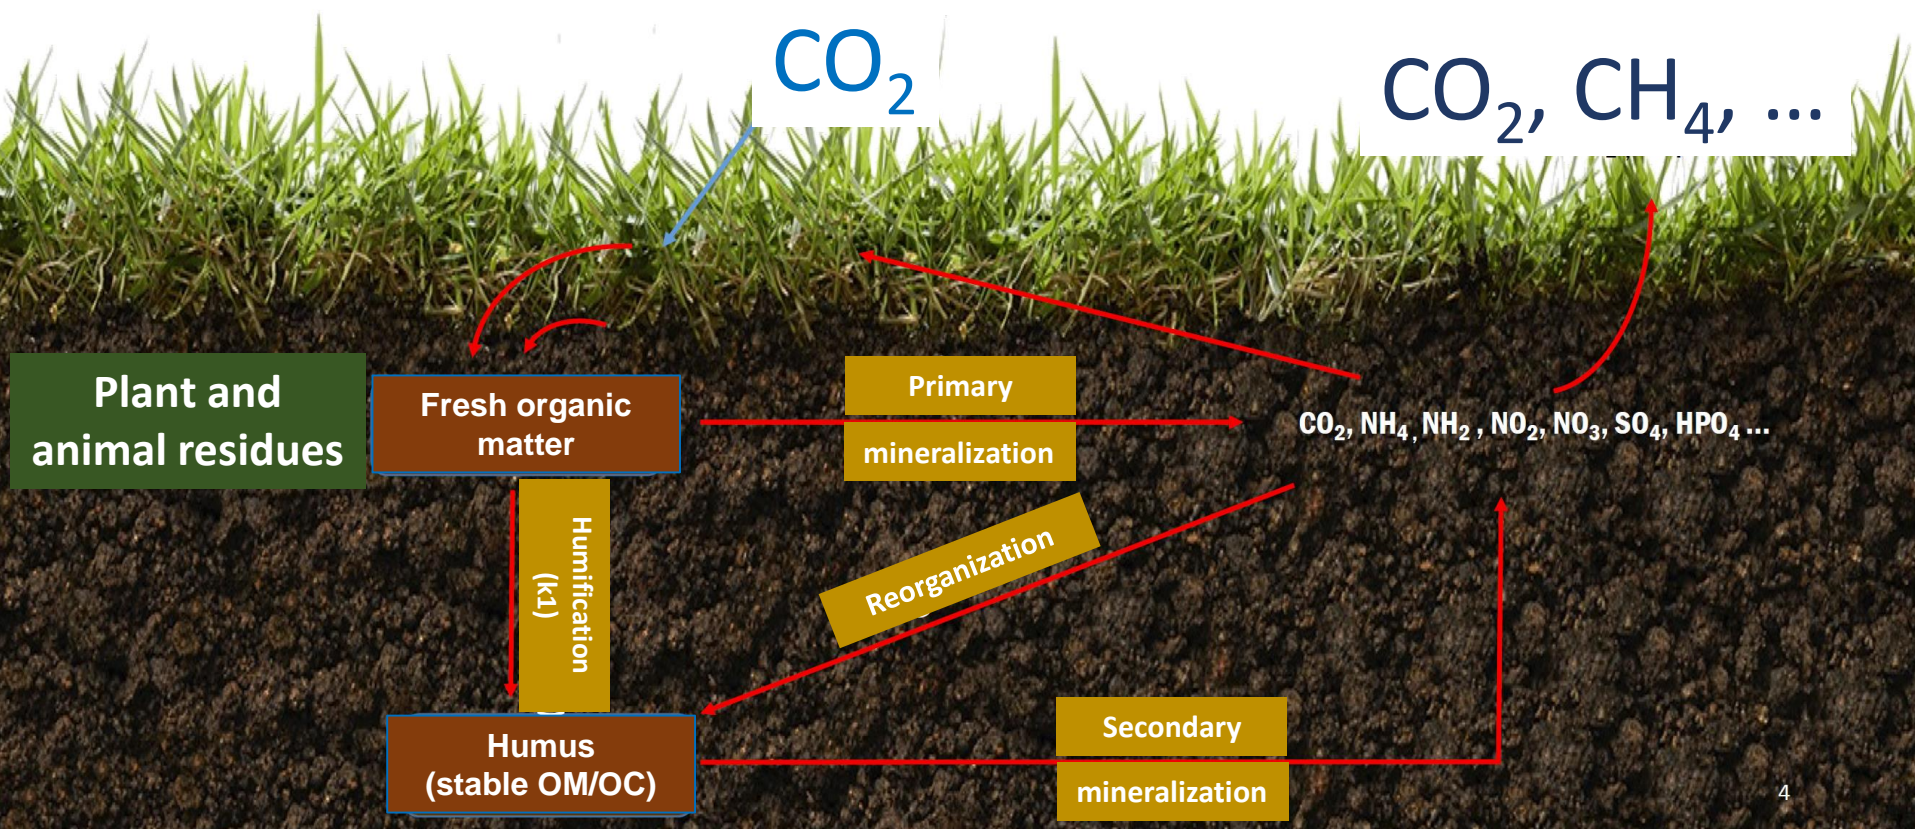 CO₂
CO₂, CH₄, ...
Plant and
animal residues
Fresh organic
matter
Primary
mineralization
CO₂, NH₄ , NH₂ , NO₂, NO₃, SO₄, HPO₄ ...
Humification
(k1)
Reorganization
Humus
(stable OM/OC)
Secondary
mineralization
4